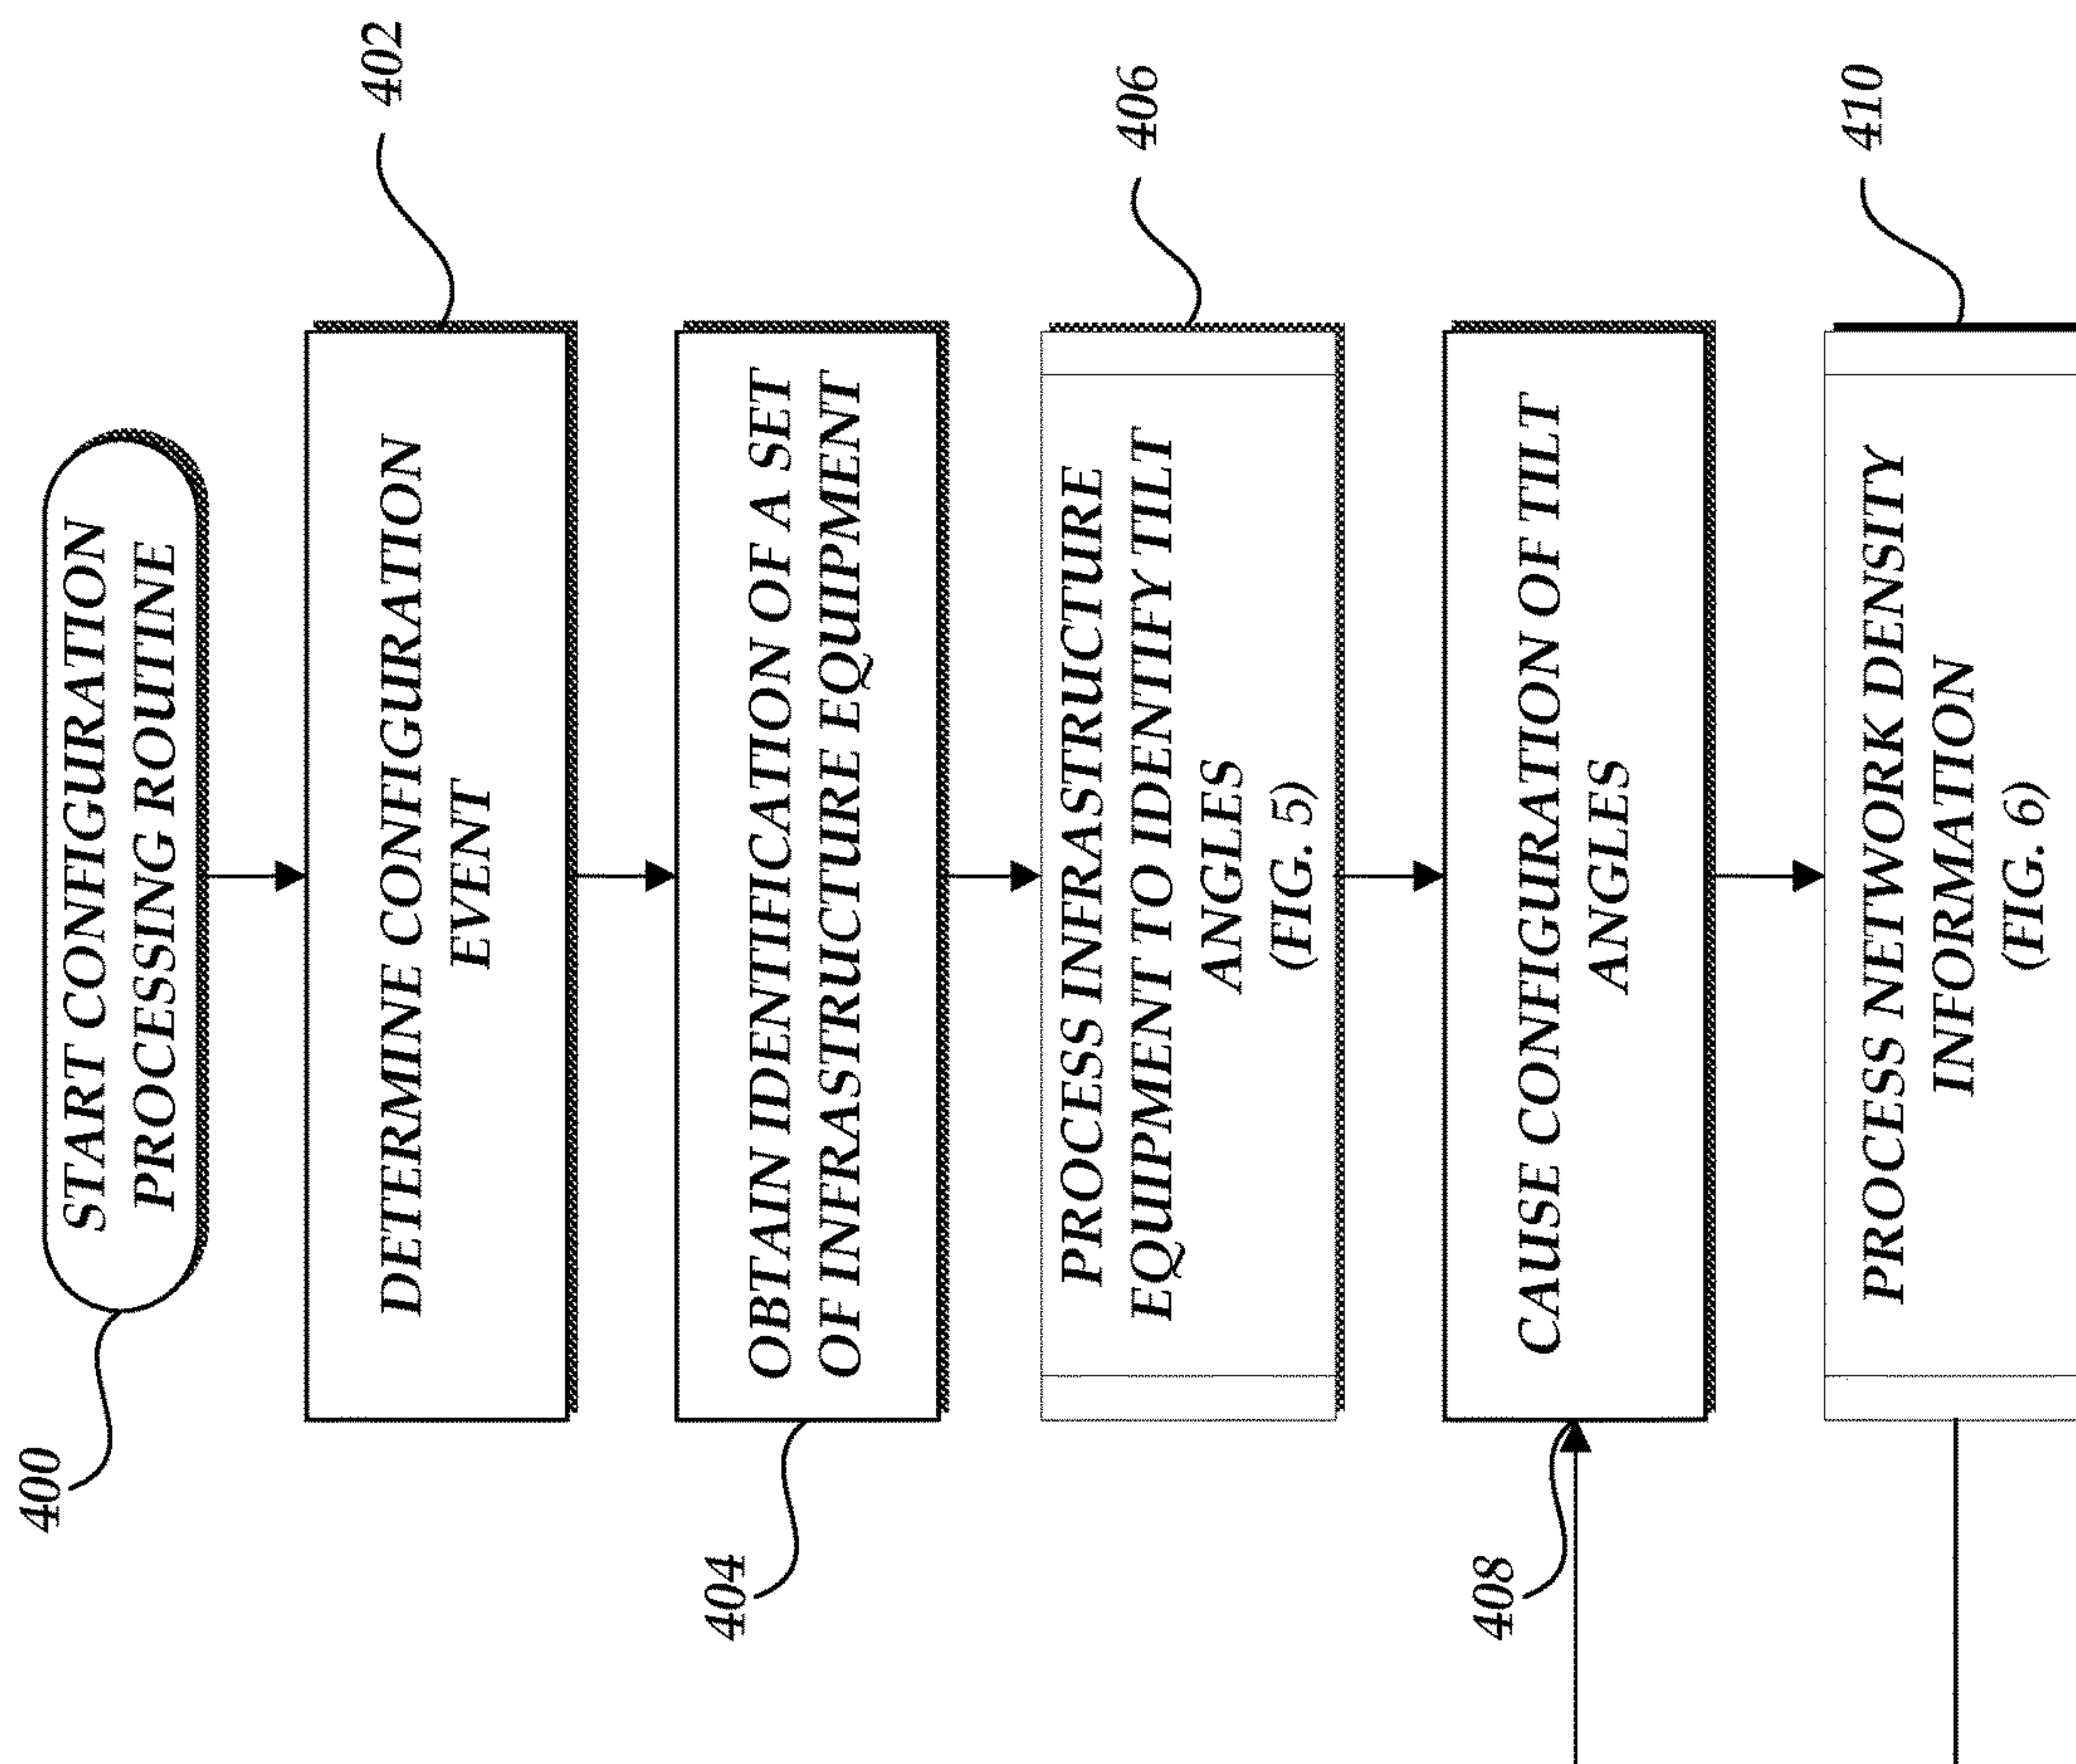 400
START CONFIGURATION
PROCESSING ROUTINE
402
DETERMINE CONFIGURATION
EVENT
404
OBTAIN IDENTIFICATION OF A SET
OF INFRASTRUCTURE EQUIPMENT
406
PROCESS INFRASTRUCTURE
EQUIPMENT TO IDENTIFY TILT
ANGLES
(FIG. 5)
408
CAUSE CONFIGURATION OF TILT
ANGLES
410
PROCESS NETWORK DENSITY
INFORMATION
(FIG. 6)